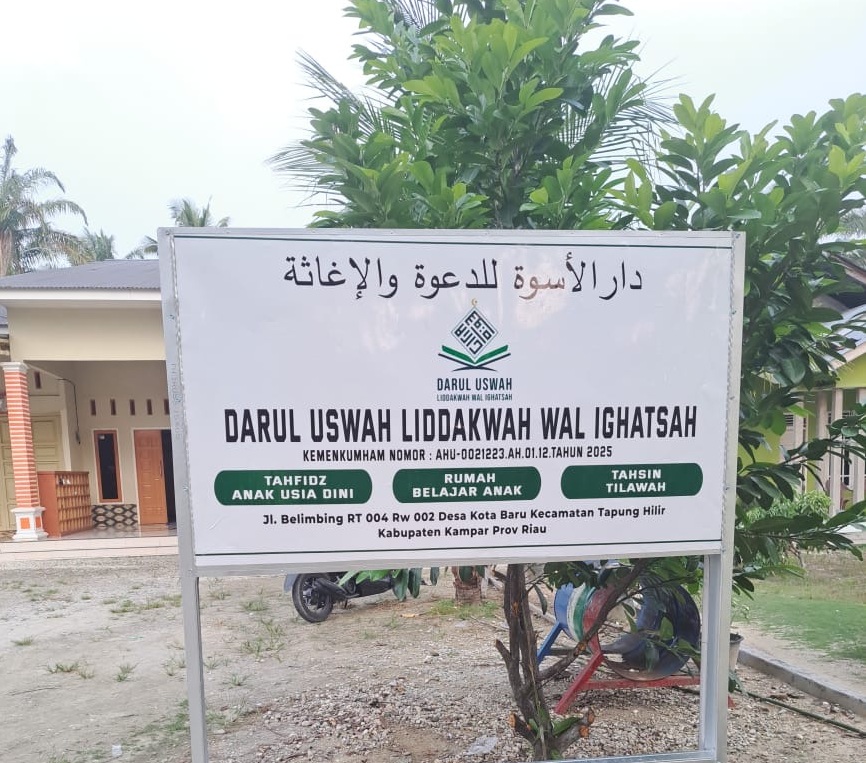 دار الأسوة للدعوة والإغاثة
DARUL USWAH
LIDDAKWAH WAL IGHATSAH
DARUL USWAH LIDDAKWAH WAL IGHATSAH
KEMENKUMHAM NOMOR : AHU-0021223.AH.01.12.TAHUN 2025
TAHFIDZ
ANAK USIA DINI
RUMAH
BELAJAR ANAK
TAHSIN
TILAWAH
Jl. Belimbing RT 004 Rw 002 Desa Kota Baru Kecamatan Tapung Hilir
Kabupaten Kampar Prov Riau